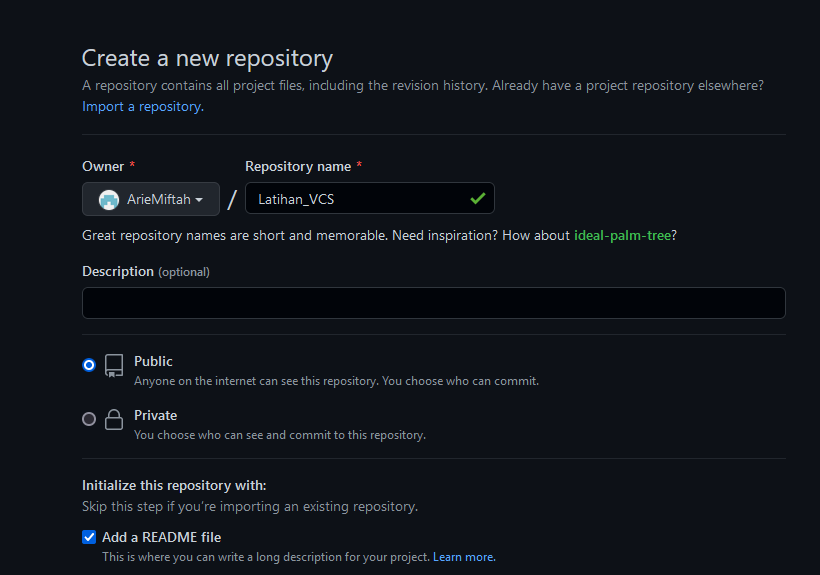 Create a new repository
A repository contains all project files, including the revision history. Already have a project repository elsewhere?
Import a repository.
Owner *
Repository name *
ArieMiftah
/
Latihan_VCS
Great repository names are short and memorable. Need inspiration? How about ideal-palm-tree?
Description (optional)
Public
Anyone on the internet can see this repository. You choose who can commit.
Private
You choose who can see and commit to this repository.
Initialize this repository with:
Skip this step if you're importing an existing repository.
Add a README file
This is where you can write a long description for your project. Learn more.